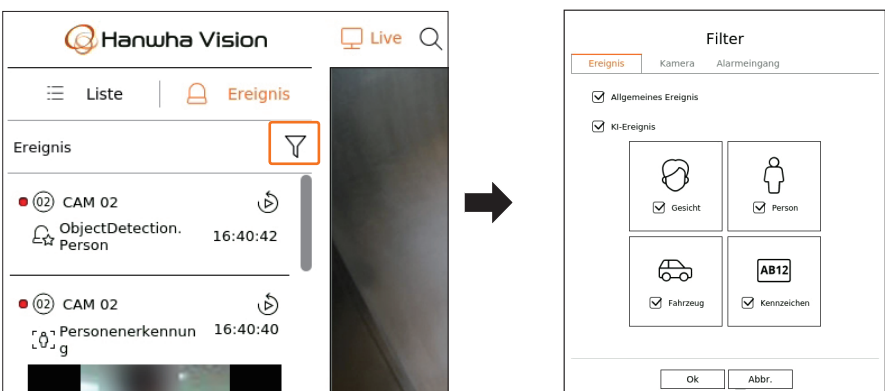 Hanwha Vision
Live
Liste
Ereignis
Ereignis
02 CAM 02
ObjectDetection.
Person
16:40:42
02 CAM 02
Personenerkennun
g
16:40:40
Filter
Ereignis Kamera Alarmeingang
Allgemeines Ereignis
KI-Ereignis
Gesicht
Person
Fahrzeug
AB12
Kennzeichen
Ok
Abbr.